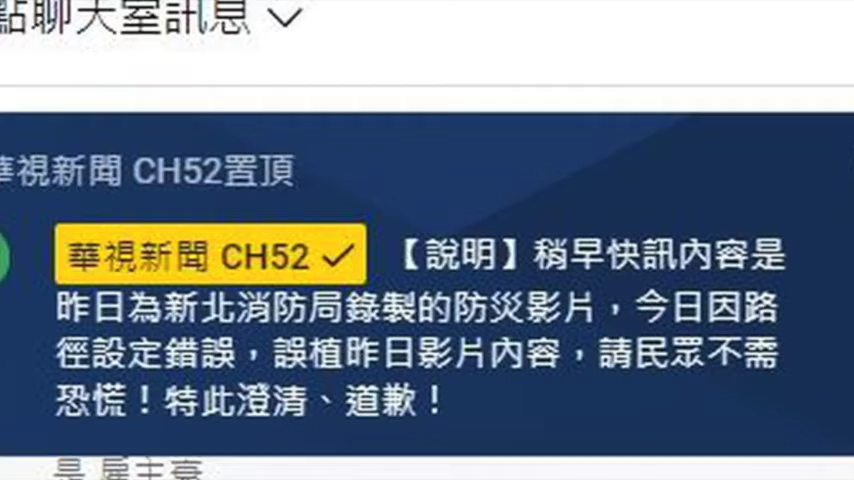 點聊天室訊息
華視新聞 CH52置頂
華視新聞 CH52 【說明】稍早快訊內容是
昨日為新北消防局錄製的防災影片，今日因路
徑設定錯誤，誤植昨日影片內容，請民眾不需
恐慌！特此澄清、道歉！